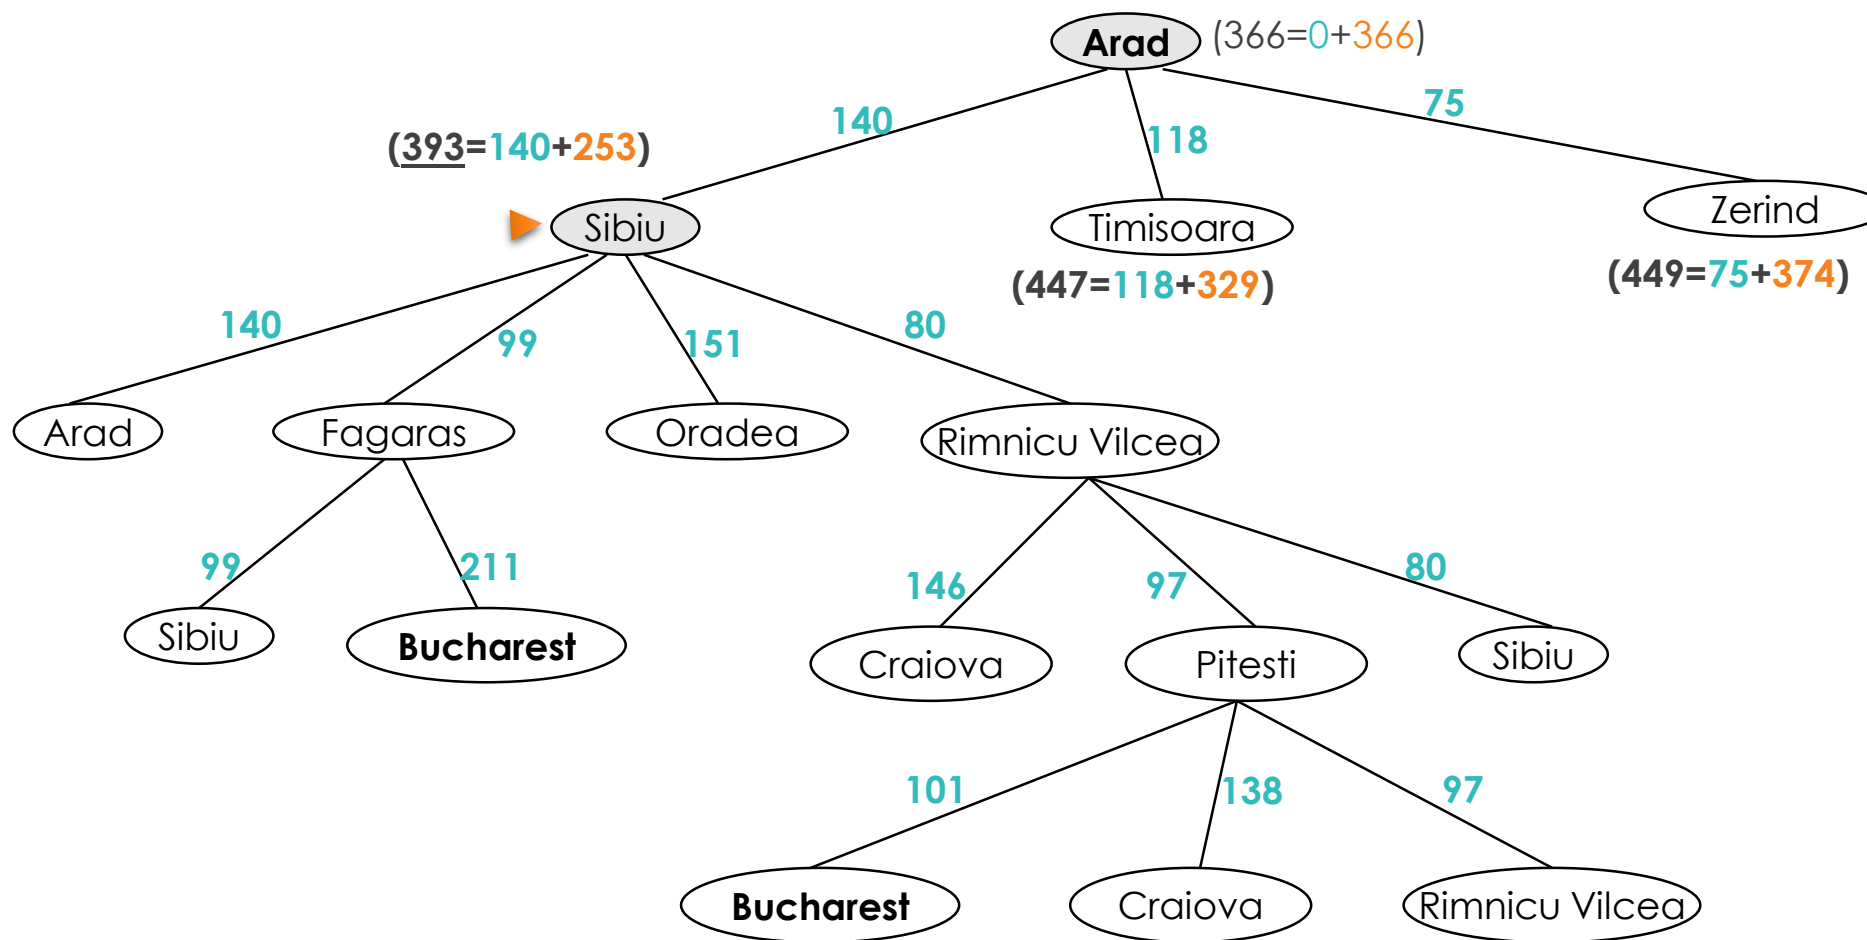 Arad (366=0+366)
140
118
75
(393=140+253)
Sibiu
Timisoara
Zerind
(447=118+329)
(449=75+374)
140
99
151
80
Arad
Fagaras
Oradea
Rimnicu Vilcea
99
211
146
97
80
Sibiu
Bucharest
Craiova
Pitesti
Sibiu
101
138
97
Bucharest
Craiova
Rimnicu Vilcea